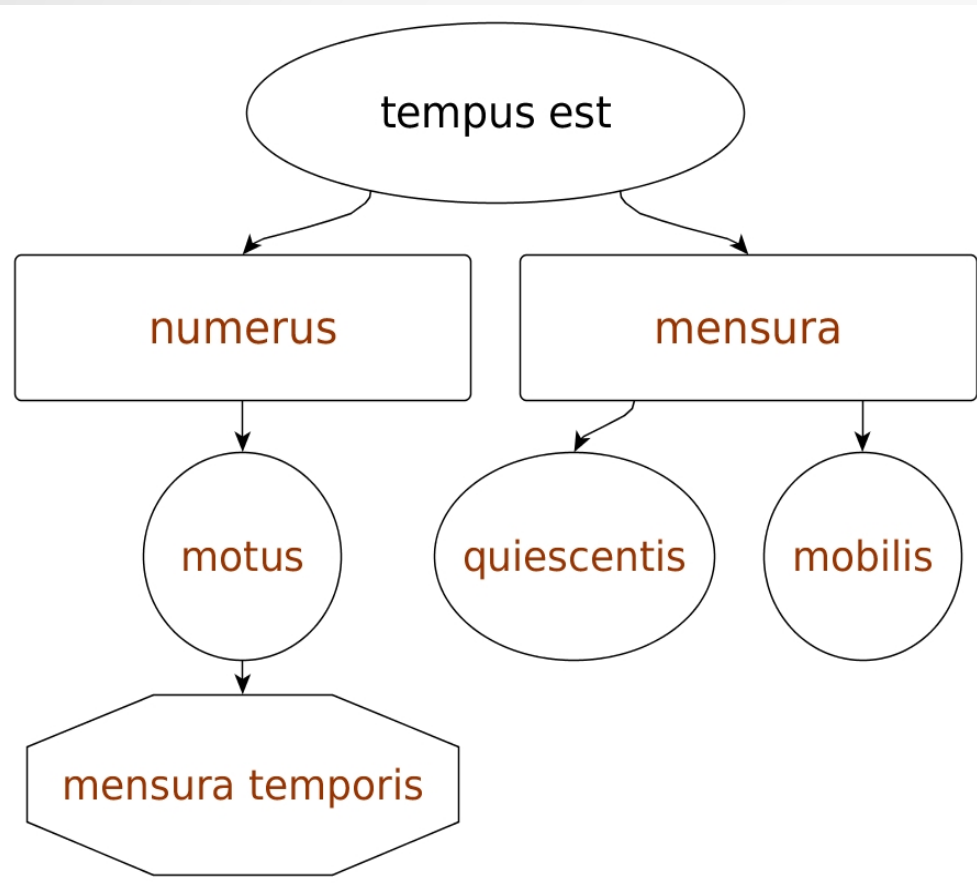 tempus est
numerus
mensura
motus
quiescentis
mobilis
mensura temporis